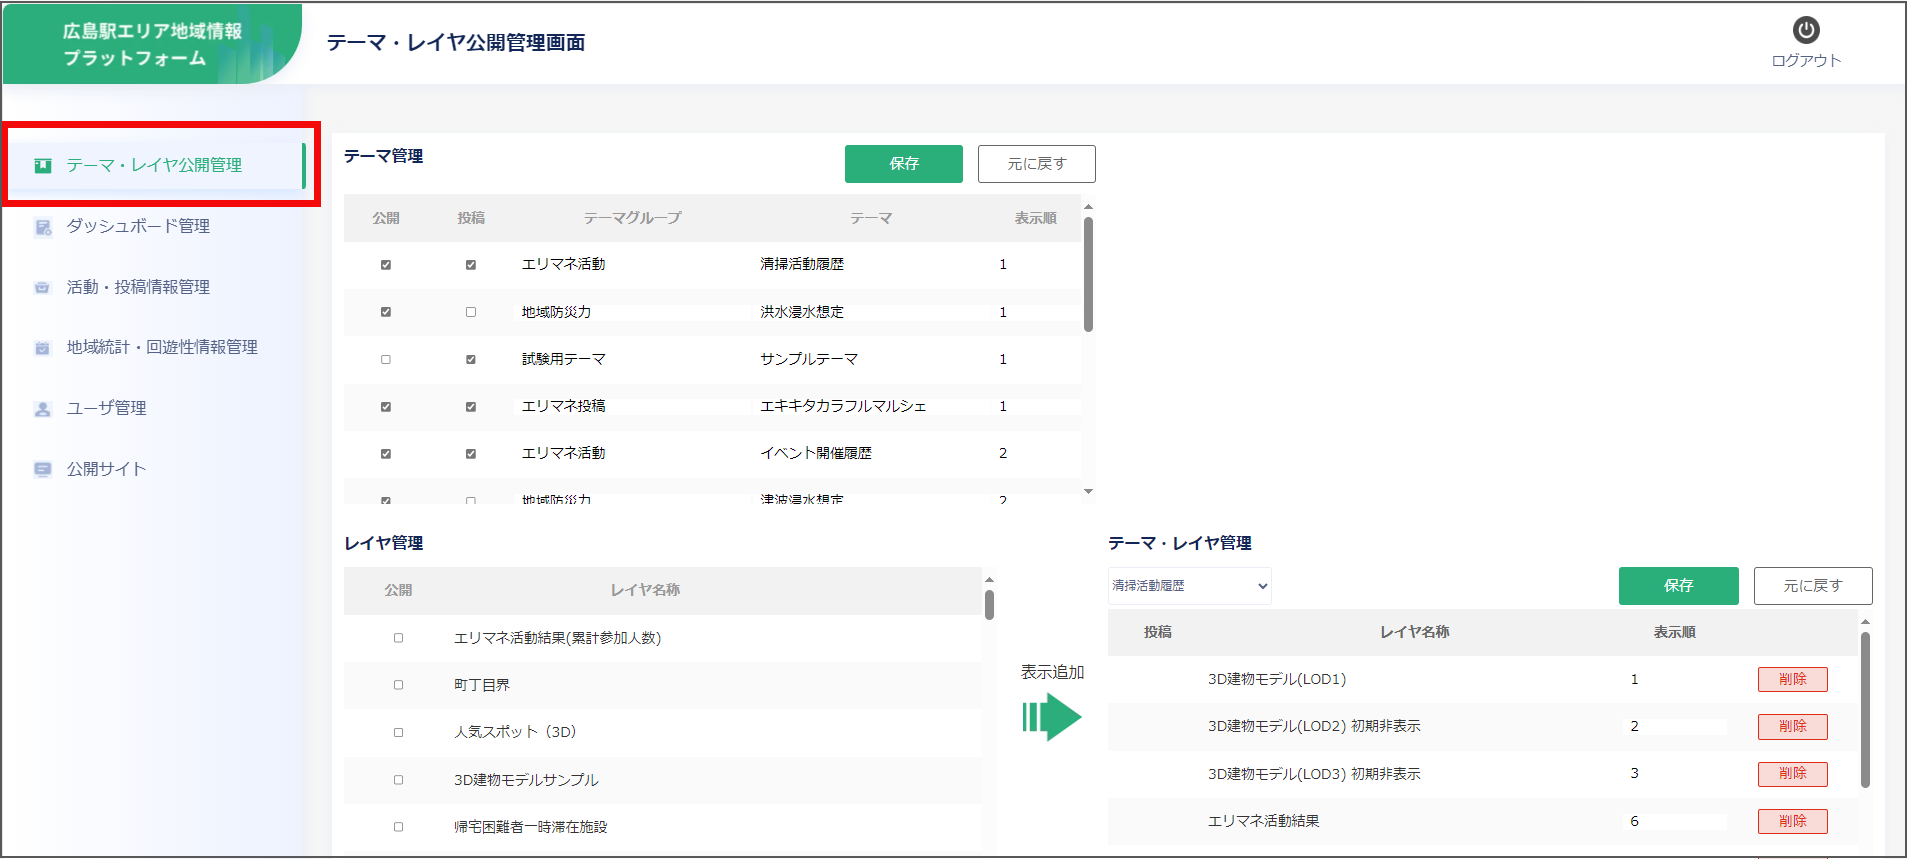 広島駅エリア地域情報
プラットフォーム
テーマ・レイヤ公開管理画面
ログアウト
テーマ・レイヤ公開管理
ダッシュボード管理
活動・投稿情報管理
地域統計・回遊性情報管理
ユーザ管理
公開サイト
テーマ管理
保存
元に戻す
公開 投稿 テーマグループ テーマ 表示順
エリマネ活動 清掃活動履歴 1
地域防災力 洪水浸水想定 1
試験用テーマ サンプルテーマ 1
エリマネ投稿 エキキタカラフルマルシェ 1
エリマネ活動 イベント開催履歴 2
地域防災力 津波浸水想定 2
レイヤ管理
公開 レイヤ名称
エリマネ活動結果(累計参加人数)
町丁目界
人気スポット（3D）
3D建物モデルサンプル
帰宅困難者一時滞在施設
表示追加
テーマ・レイヤ管理
清掃活動履歴
保存
元に戻す
投稿 レイヤ名称 表示順
3D建物モデル(LOD1) 1 削除
3D建物モデル(LOD2) 初期非表示 2 削除
3D建物モデル(LOD3) 初期非表示 3 削除
エリマネ活動結果 6 削除